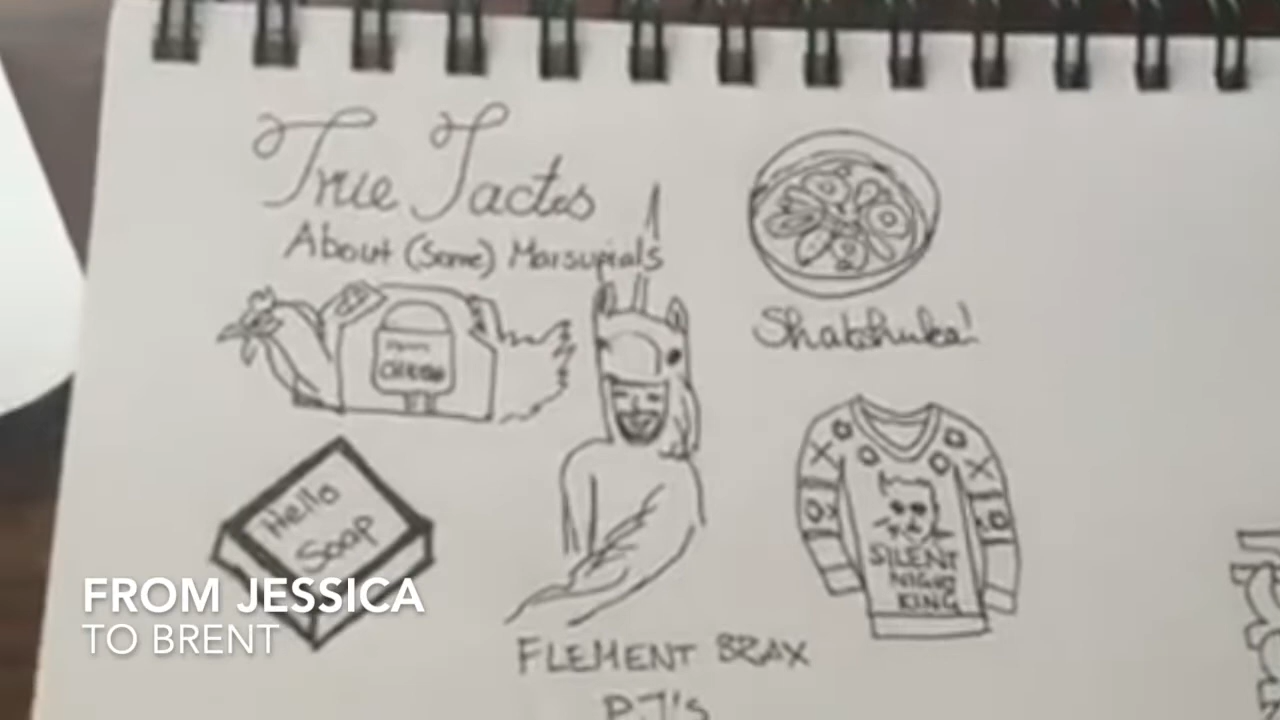 True Facts
About (Some) Marsupials
Shakshuka!
Hello
Soap
SILENT
NIGHT
KING
FLEMENT BRAX
P.J's
FROM JESSICA
TO BRENT